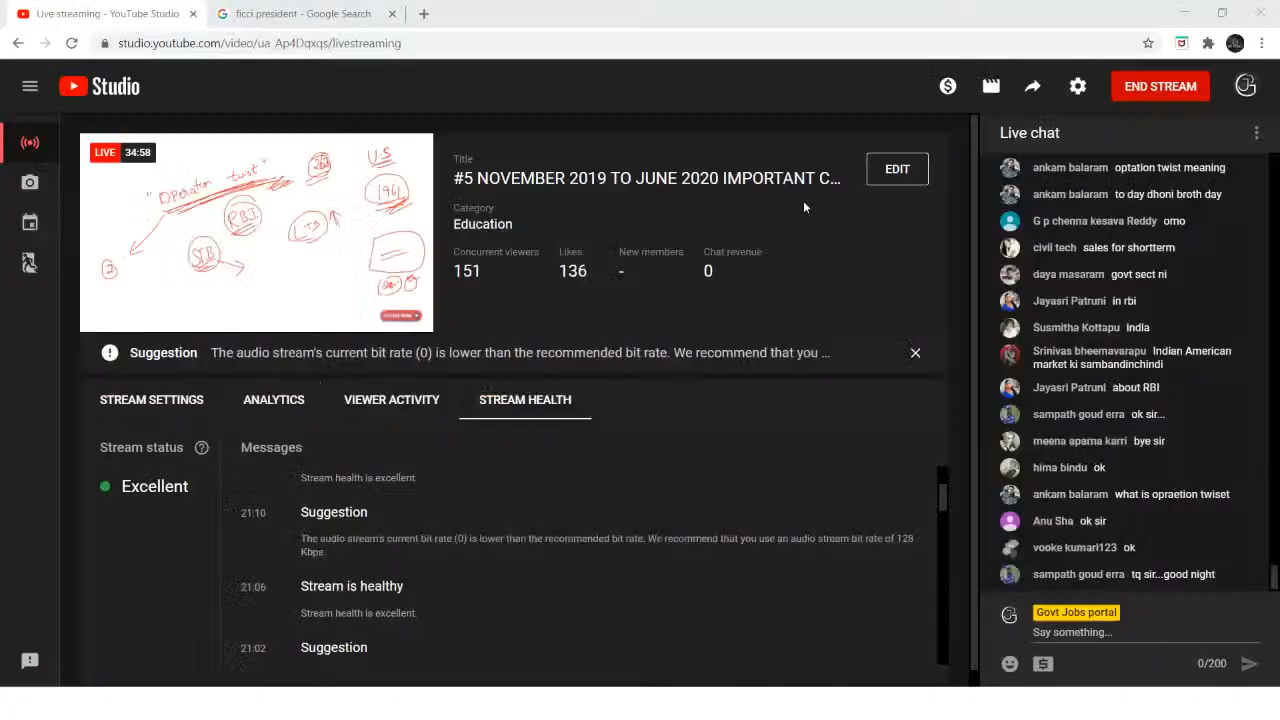 Live streaming - YouTube Studio
ficci president - Google Search
studio.youtube.com/video/ua_Ap4Dqxqs/livestreaming
Studio
END STREAM
LIVE 34:58
"Operation twist"
US
1961
RBI
LTS
STB
Title
#5 NOVEMBER 2019 TO JUNE 2020 IMPORTANT C...
EDIT
Category
Education
Concurrent viewers Likes New members Chat revenue
151 136 - 0
Suggestion The audio stream's current bit rate (0) is lower than the recommended bit rate. We recommend that you ...
STREAM SETTINGS ANALYTICS VIEWER ACTIVITY STREAM HEALTH
Stream status Messages
Excellent
Stream health is excellent.
21:10 Suggestion
The audio stream's current bit rate (0) is lower than the recommended bit rate. We recommend that you use an audio stream bit rate of 128
Kbps.
21:06 Stream is healthy
Stream health is excellent.
21:02 Suggestion
Live chat
ankam balaram optation twist meaning
ankam balaram to day dhoni broth day
G p chenna kesava Reddy omo
civil tech sales for shortterm
daya masaram govt sect ni
Jayasri Patruni in rbi
Susmitha Kottapu india
Srinivas bheemavarapu Indian American
market ki sambandinchindi
Jayasri Patruni about RBI
sampath goud erra ok sir...
meena aparna karri bye sir
hima bindu ok
ankam balaram what is opraetion twiset
Anu Sha ok sir
vooke kumari123 ok
sampath goud erra tq sir...good night
Govt Jobs portal
Say something...
0/200